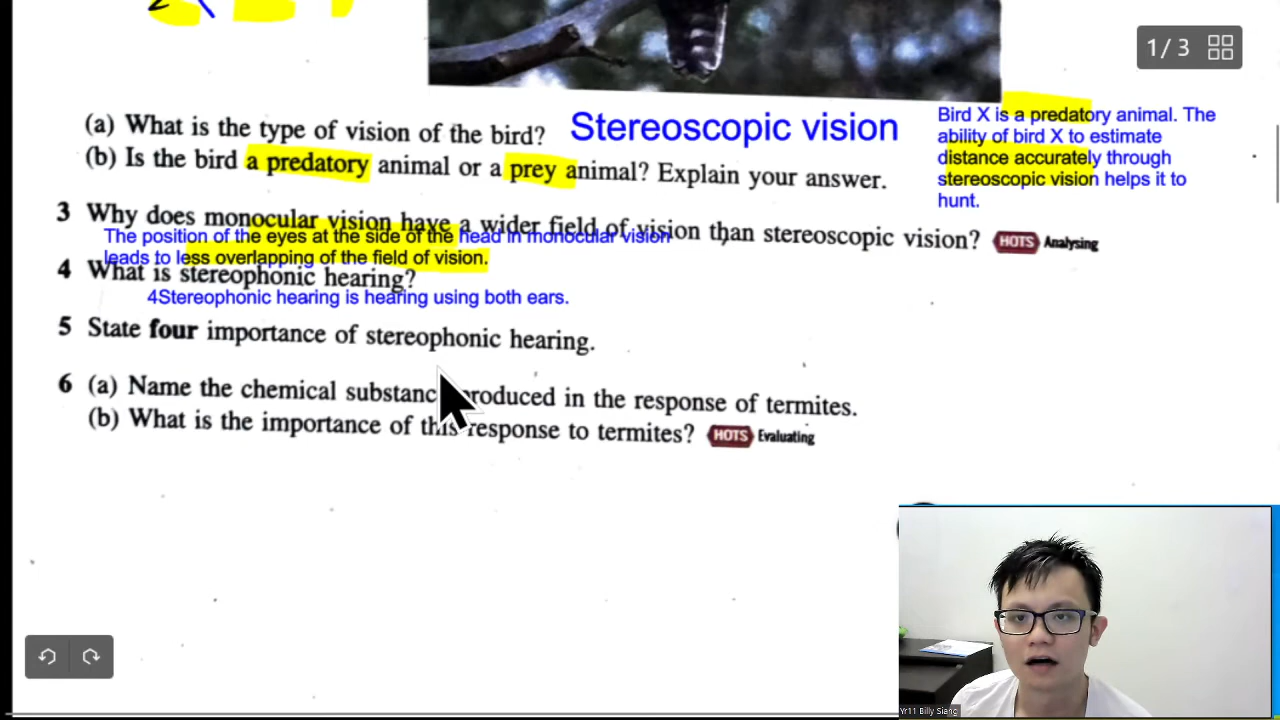 1/ 3
(a) What is the type of vision of the bird? Stereoscopic vision
(b) Is the bird a predatory animal or a prey animal? Explain your answer.
Bird X is a predatory animal. The
ability of bird X to estimate
distance accurately through
stereoscopic vision helps it to
hunt.
3 Why does monocular vision have a wider field of vision than stereoscopic vision? HOTS Analysing
The position of the eyes at the side of the head in monocular vision
leads to less overlapping of the field of vision.
4 What is stereophonic hearing?
4Stereophonic hearing is hearing using both ears.
5 State four importance of stereophonic hearing.
6 (a) Name the chemical substanc produced in the response of termites.
(b) What is the importance of this response to termites? HOTS Evaluating
Yr11 Billy Siang